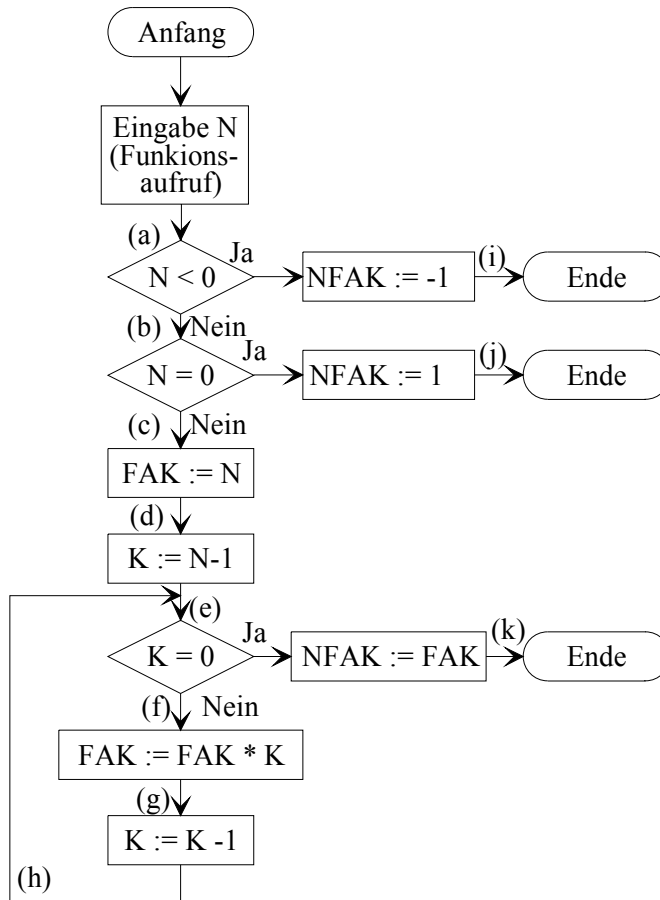 Anfang
Eingabe N
(Funkions-
aufruf)
(a)
Ja
N < 0
NFAK := -1
(i)
Ende
(b)
Nein
Ja
N = 0
NFAK := 1
(j)
Ende
(c)
Nein
FAK := N
(d)
K := N-1
(e)
Ja
K = 0
NFAK := FAK
(k)
Ende
(f)
Nein
FAK := FAK * K
(g)
K := K -1
(h)